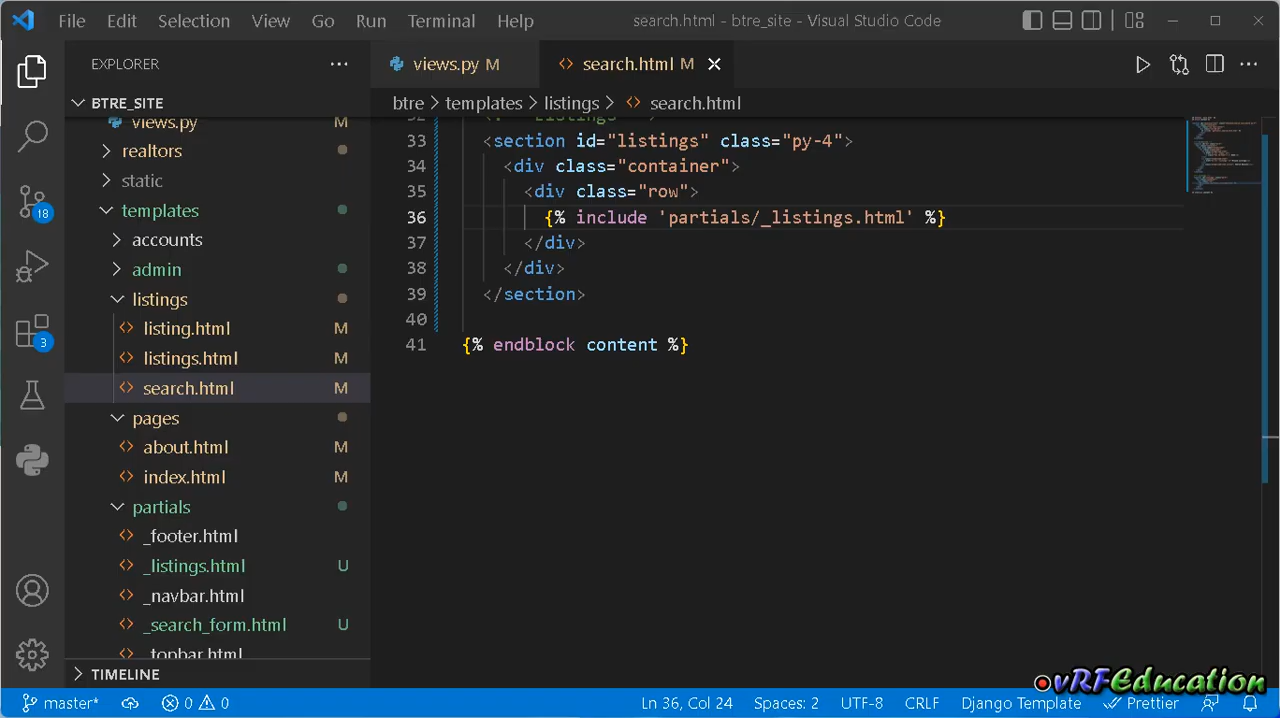 File Edit Selection View Go Run Terminal Help search.html - btre_site - Visual Studio Code
EXPLORER
BTRE_SITE
views.py M
realtors
static
templates
accounts
admin
listings
listing.html M
listings.html M
search.html M
pages
about.html M
index.html M
partials
_footer.html
_listings.html U
_navbar.html
_search_form.html U
_topbar.html
TIMELINE
18
3
views.py M search.html M
btre > templates > listings > search.html
32 <!-- Listings -->
33 <section id="listings" class="py-4">
34 <div class="container">
35 <div class="row">
36 {% include 'partials/_listings.html' %}
37 </div>
38 </div>
39 </section>
40
41 {% endblock content %}
vRFEducation
master* 0 0 Ln 36, Col 24 Spaces: 2 UTF-8 CRLF Django Template Prettier